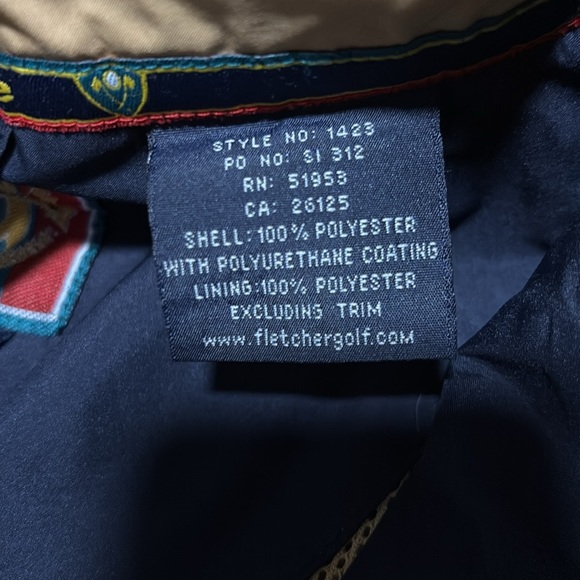 STYLE NO: 1423
PO NO: SI 312
RN: 51953
CA: 26125
SHELL:100% POLYESTER
WITH POLYURETHANE COATING
LINING:100% POLYESTER
EXCLUDING TRIM
www.fletchergolf.com